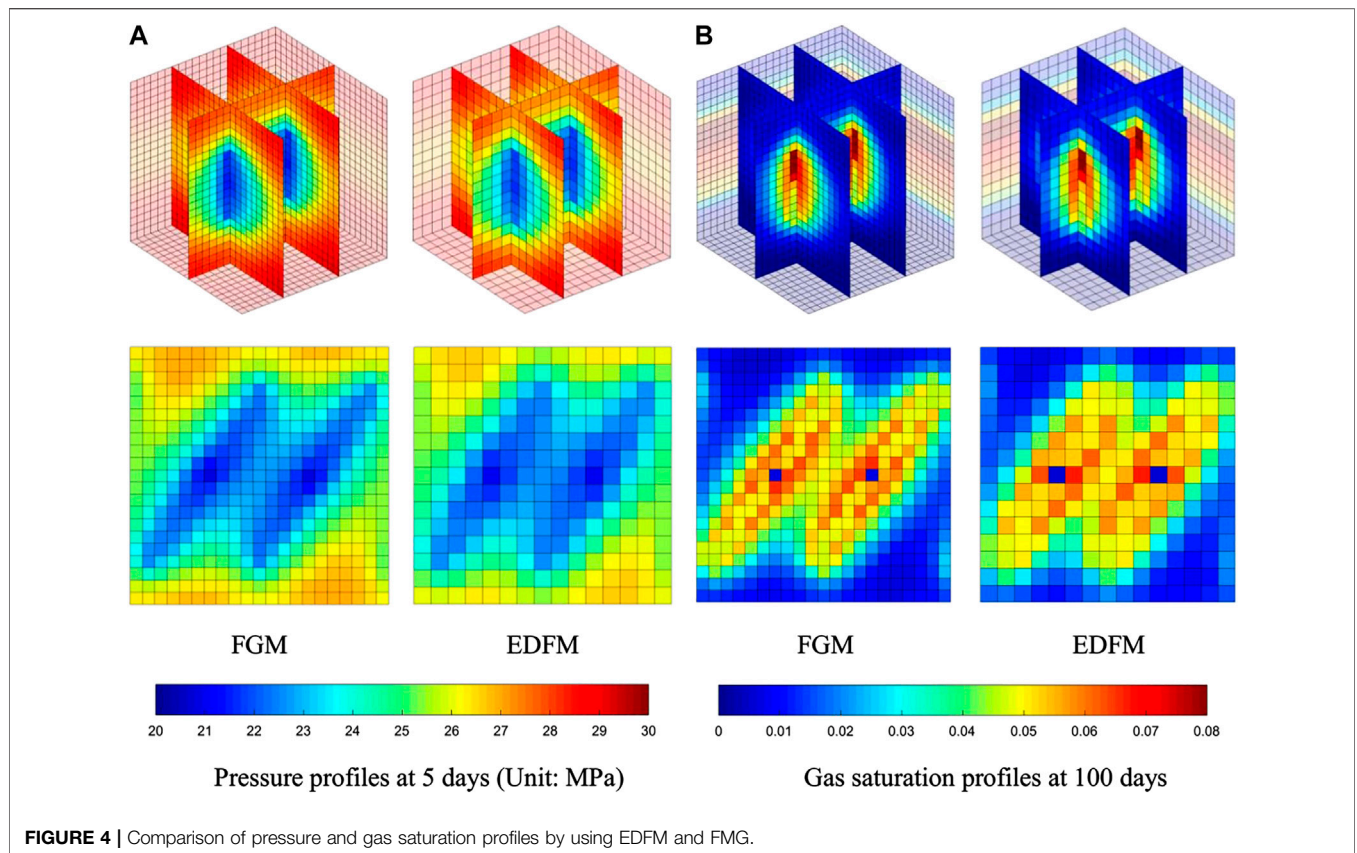 A
B
FGM
EDFM
FGM
EDFM
20 21 22 23 24 25 26 27 28 29 30
0 0.01 0.02 0.03 0.04 0.05 0.06 0.07 0.08
Pressure profiles at 5 days (Unit: MPa)
Gas saturation profiles at 100 days
FIGURE 4 | Comparison of pressure and gas saturation profiles by using EDFM and FMG.